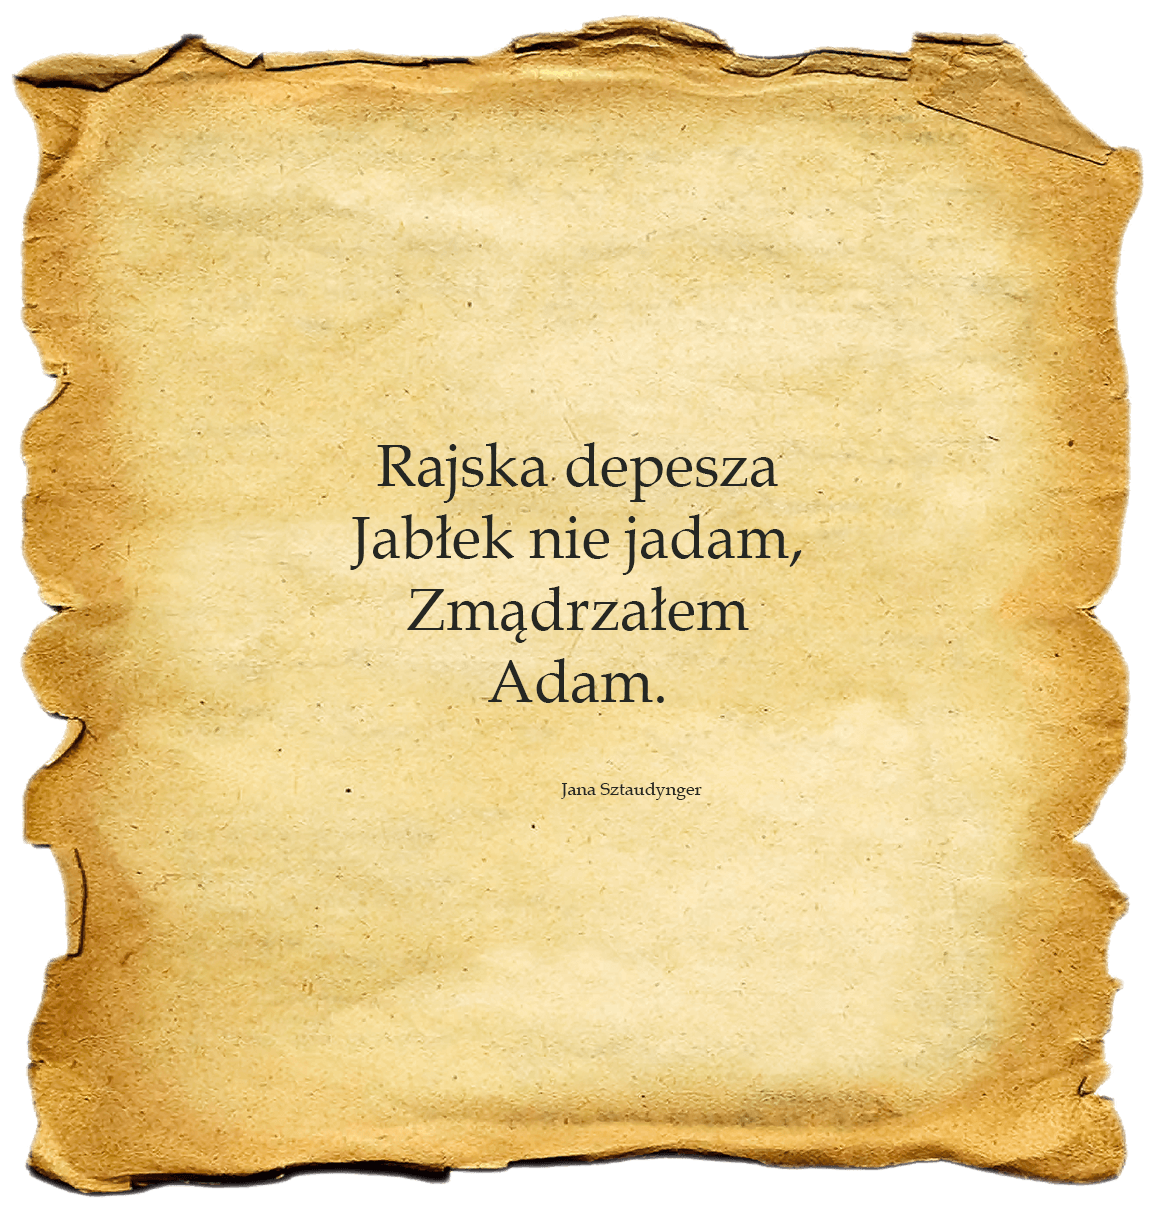 Rajska depesza
Jabłek nie jadam,
Zmądrzałem
Adam.
Jana Sztaudynger